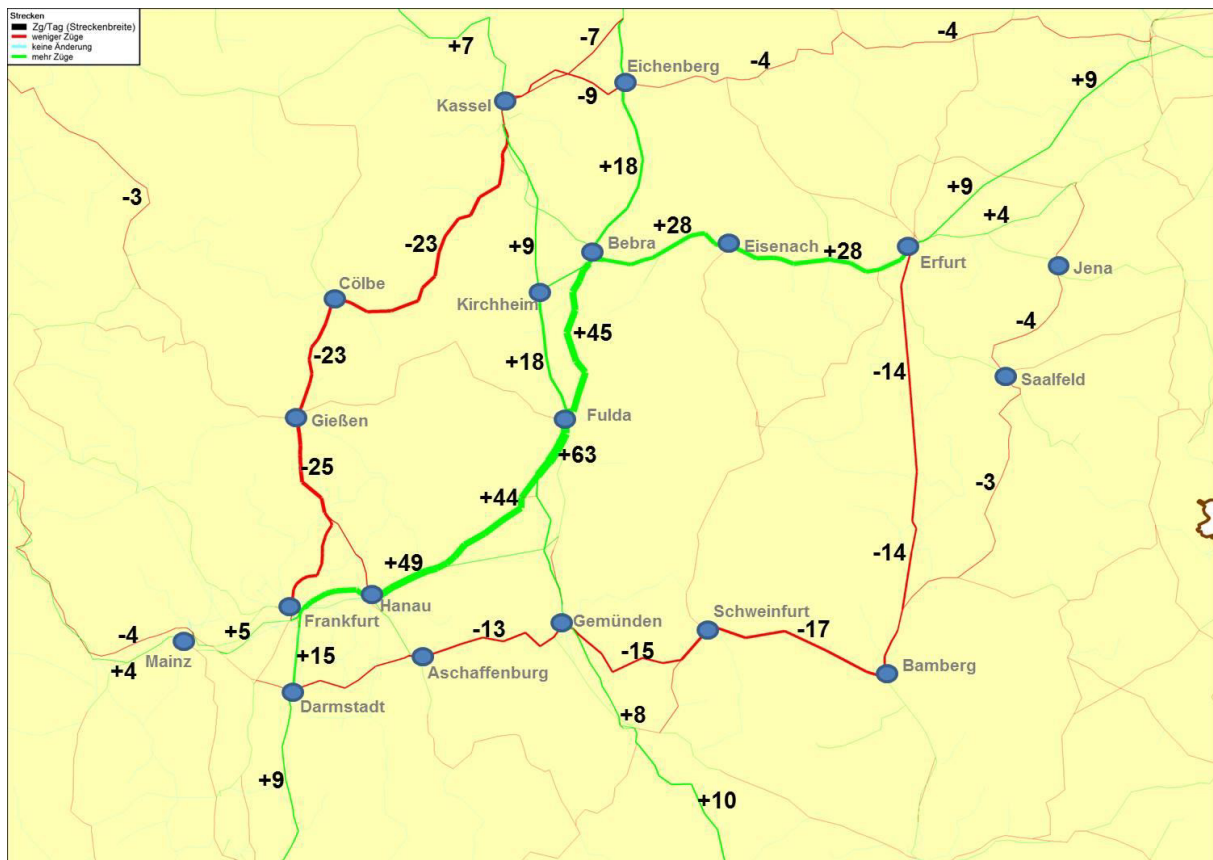 Strecken
Zg/Tag (Streckenbreite)
weniger Züge
keine Änderung
mehr Züge
+7
-7
-4
-4
Eichenberg
+9
Kassel
-9
+18
-3
+9
+4
-23
+9
Bebra
+28
Eisenach
+28
Erfurt
Jena
Cölbe
Kirchheim
-4
+45
-23
+18
-14
Saalfeld
Gießen
Fulda
+63
-25
-3
+44
+49
-14
Hanau
Frankfurt
Gemünden
Schweinfurt
-4
+5
-13
-17
+15
-15
Mainz
Aschaffenburg
Bamberg
+4
Darmstadt
+8
+9
+10